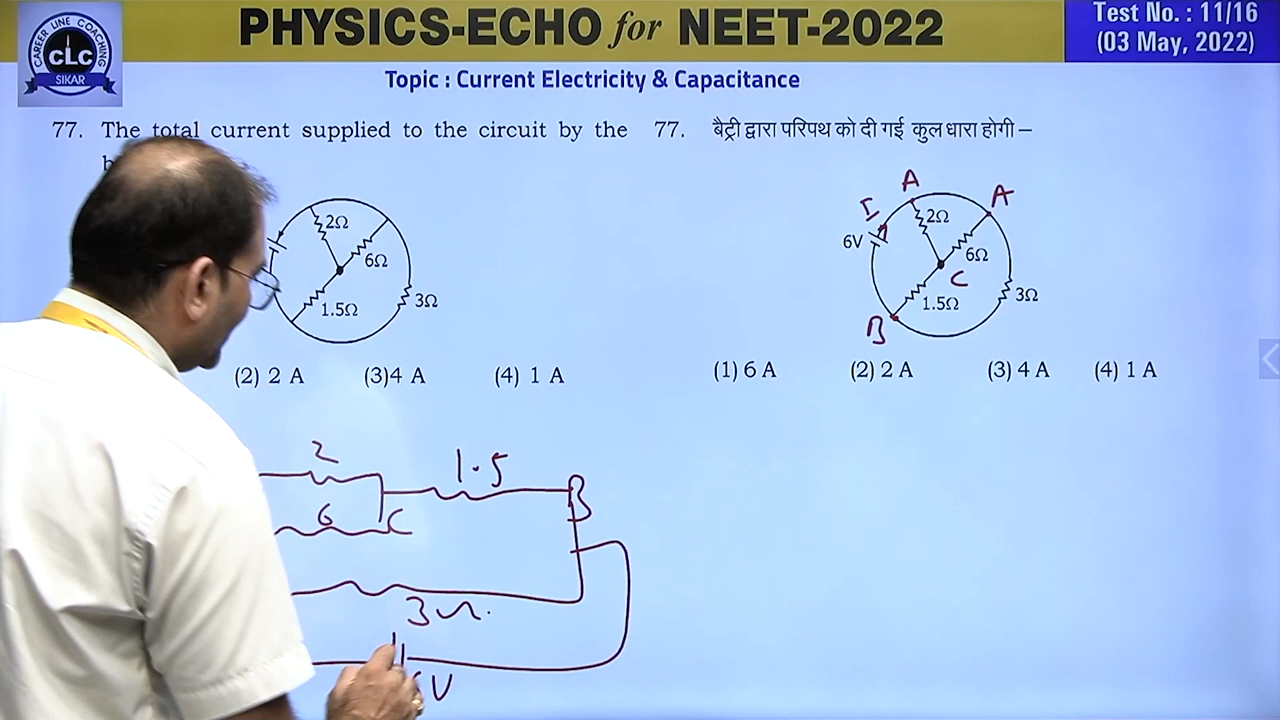 PHYSICS-ECHO for NEET-2022
Test No. : 11/16
(03 May, 2022)
CAREER LINE COACHING
CLC
SIKAR
Topic : Current Electricity & Capacitance
77. The total current supplied to the circuit by the
2Ω
6Ω
1.5Ω
3Ω
(2) 2 A (3)4 A (4) 1 A
77. बैट्री द्वारा परिपथ को दी गई कुल धारा होगी –
A
A
I
6V
2Ω
6Ω
C
1.5Ω
3Ω
B
(1) 6 A (2) 2 A (3) 4 A (4) 1 A
2
1.5
B
6
C
3Ω
V